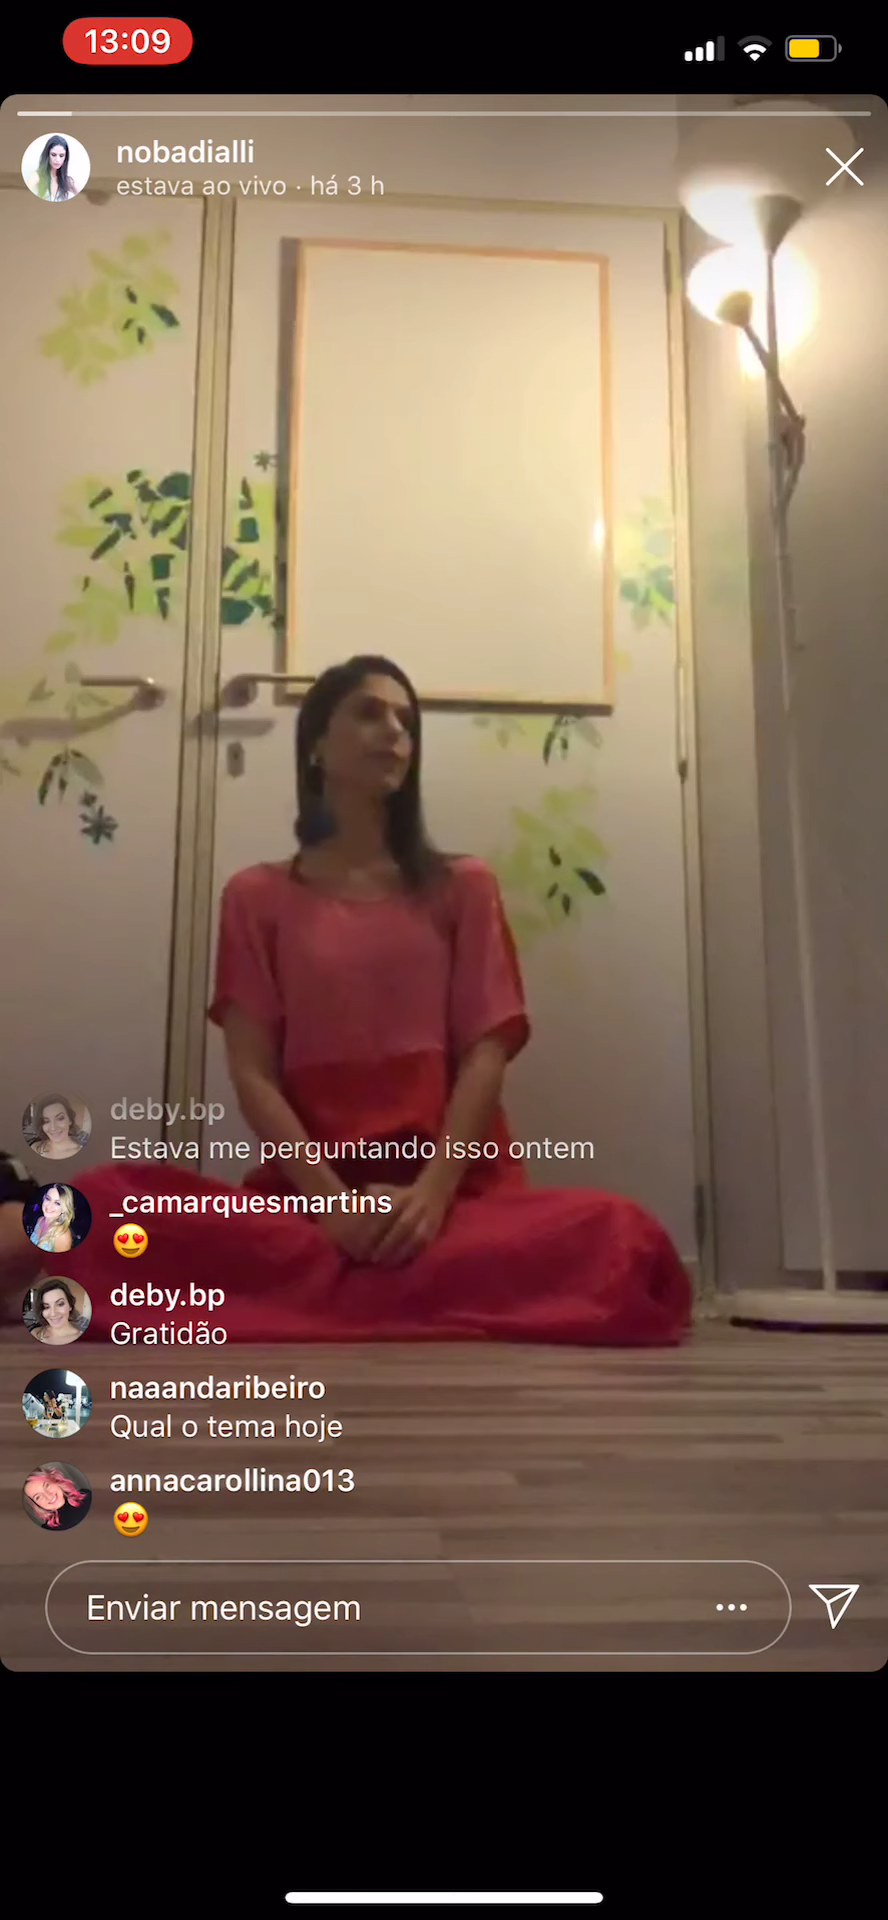 13:09
nobadialli
estava ao vivo · há 3 h
deby.bp
Estava me perguntando isso ontem
_camarquesmartins
😍
deby.bp
Gratidão
naaandaribeiro
Qual o tema hoje
annacarollina013
😍
Enviar mensagem